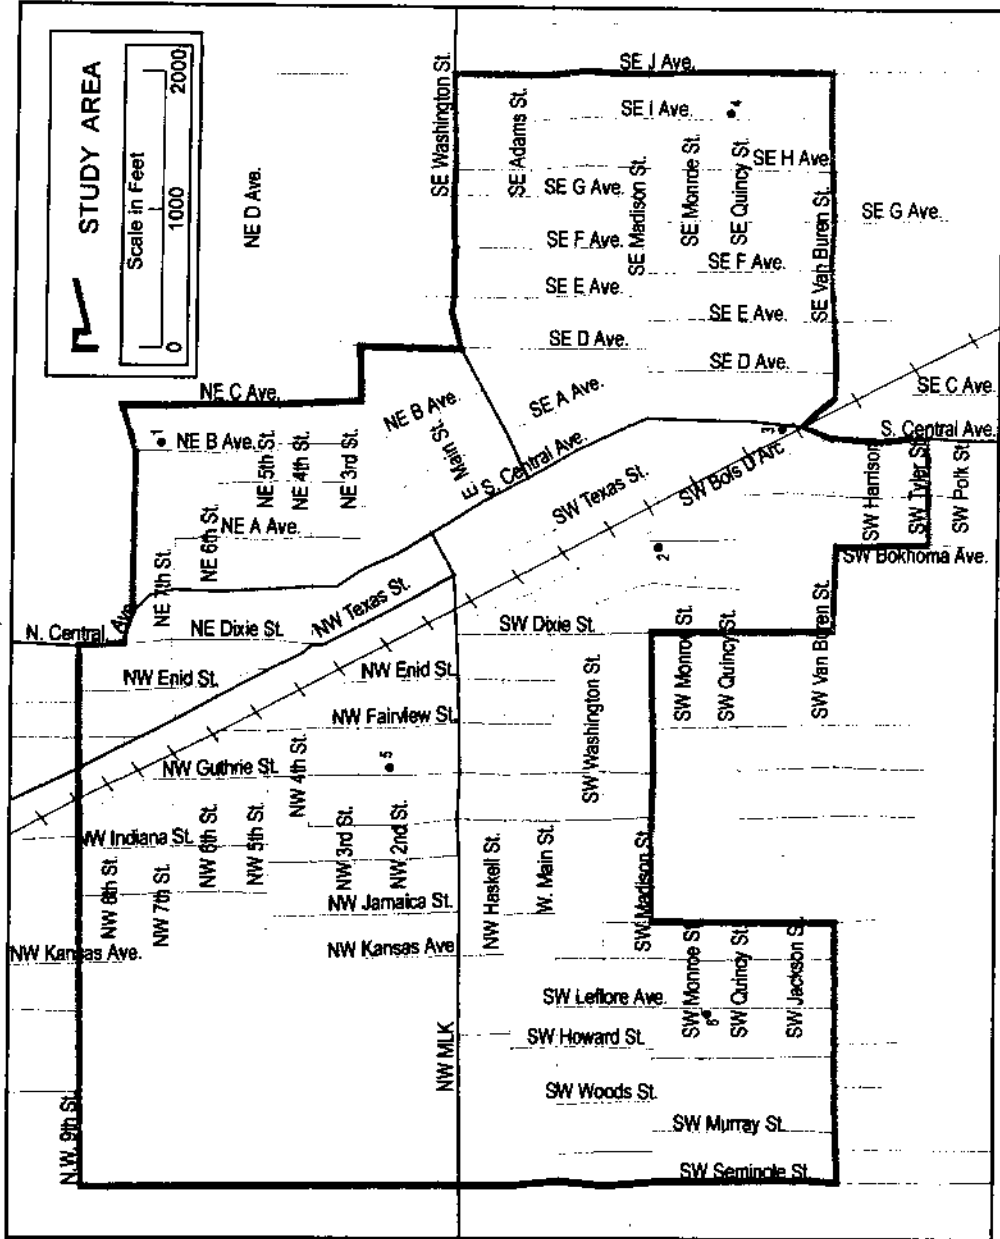 STUDY AREA
Scale in Feet
0 1000 2000
NE D Ave.
SE Washington St.
SE J Ave.
SE Adams St.
SE I Ave.
4
SE Monroe St.
SE Quincy St.
SE H Ave.
SE Madison St.
SE G Ave.
SE G Ave.
SE Van Buren St.
SE F Ave.
SE F Ave.
SE E Ave.
SE E Ave.
SE D Ave.
SE D Ave.
SE C Ave.
SE A Ave.
NE C Ave.
NE B Ave.
1
NE B Ave.
NE 5th St.
NE 4th St.
NE 3rd St.
E Main St.
S. Central Ave.
S. Central Ave.
3
NE A Ave.
NE 6th St.
NE 7th St.
SW Texas St.
SW Bois D'Arc
SW Harrison
SW Tyler St.
SW Polk St.
2
SW Bokhoma Ave.
N. Central Ave.
NE Dixie St.
NW Texas St.
SW Dixie St.
SW Monroe St.
SW Quincy St.
SW Van Buren St.
NW Enid St.
NW Enid St.
NW Fairview St.
SW Washington St.
NW Guthrie St.
NW 4th St.
5
NW Indiana St.
NW 6th St.
NW 5th St.
NW 3rd St.
NW 2nd St.
NW Haskell St.
W. Main St.
SW Madison St.
NW 8th St.
NW 7th St.
NW Jamaica St.
NW Kansas Ave.
NW Kansas Ave
SW Monroe St
SW Quincy St.
SW Jackson S
SW Leflore Ave.
6
SW Howard St.
NW MLK
SW Woods St.
SW Murray St.
N.W. 9th St.
SW Seminole St.